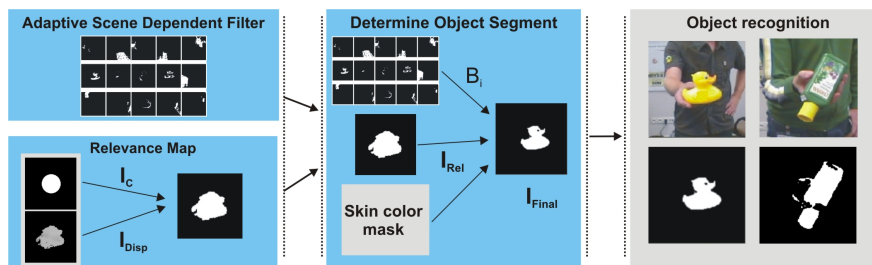 Adaptive Scene Dependent Filter
Relevance Map
I_C
I_Disp
Determine Object Segment
B_i
I_Rel
Skin color
mask
I_Final
Object recognition